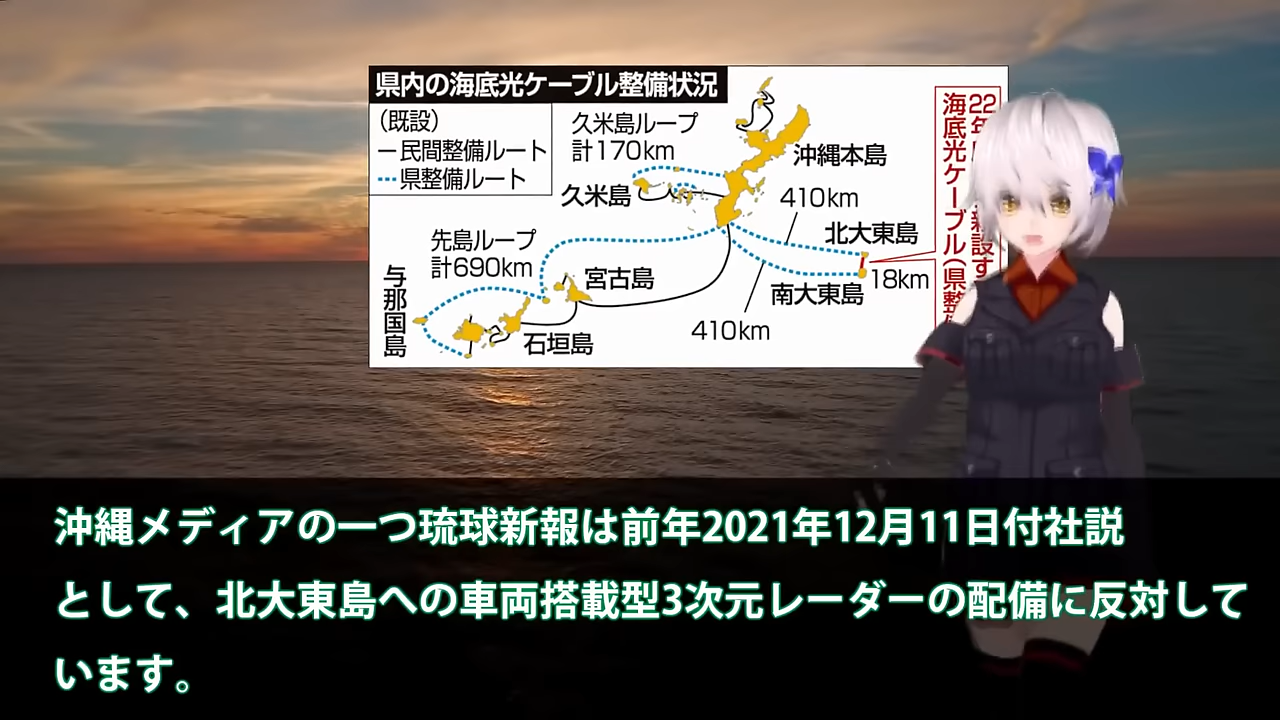 県内の海底光ケーブル整備状況
(既設)
民間整備ルート
県整備ルート
久米島ループ
計170km
沖縄本島
久米島
410km
北大東島
先島ループ
計690km
宮古島
18km
南大東島
与那国島
410km
石垣島
22年
海底光ケーブル(県整
新設す
沖縄メディアの一つ琉球新報は前年2021年12月11日付社説
として、北大東島への車両搭載型3次元レーダーの配備に反対して
います。